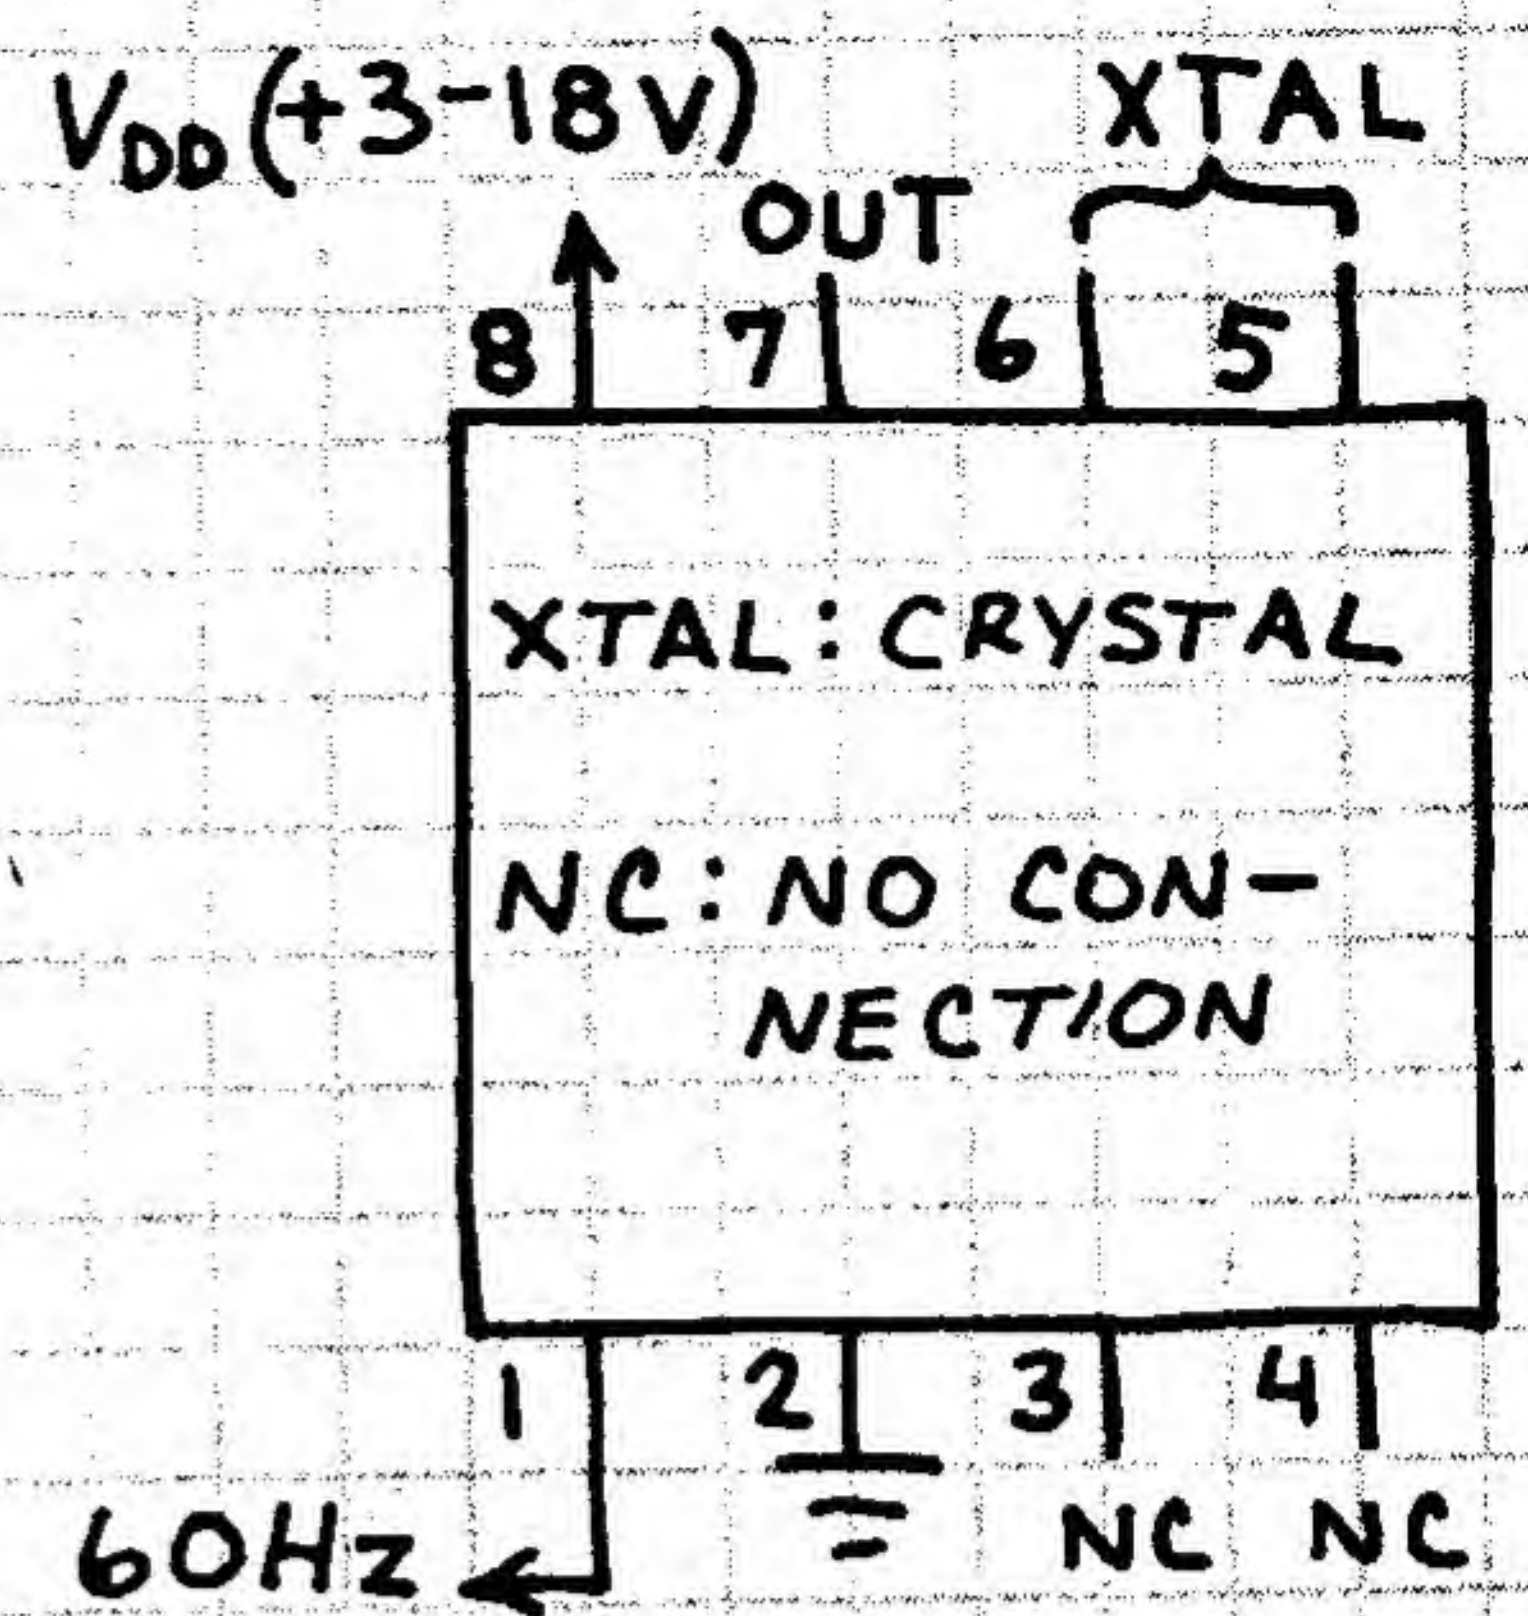 V_DD (+3-18V)
XTAL
OUT
8 7 6 5
XTAL: CRYSTAL
NC: NO CON-
NECTION
1 2 3 4
60Hz
NC NC